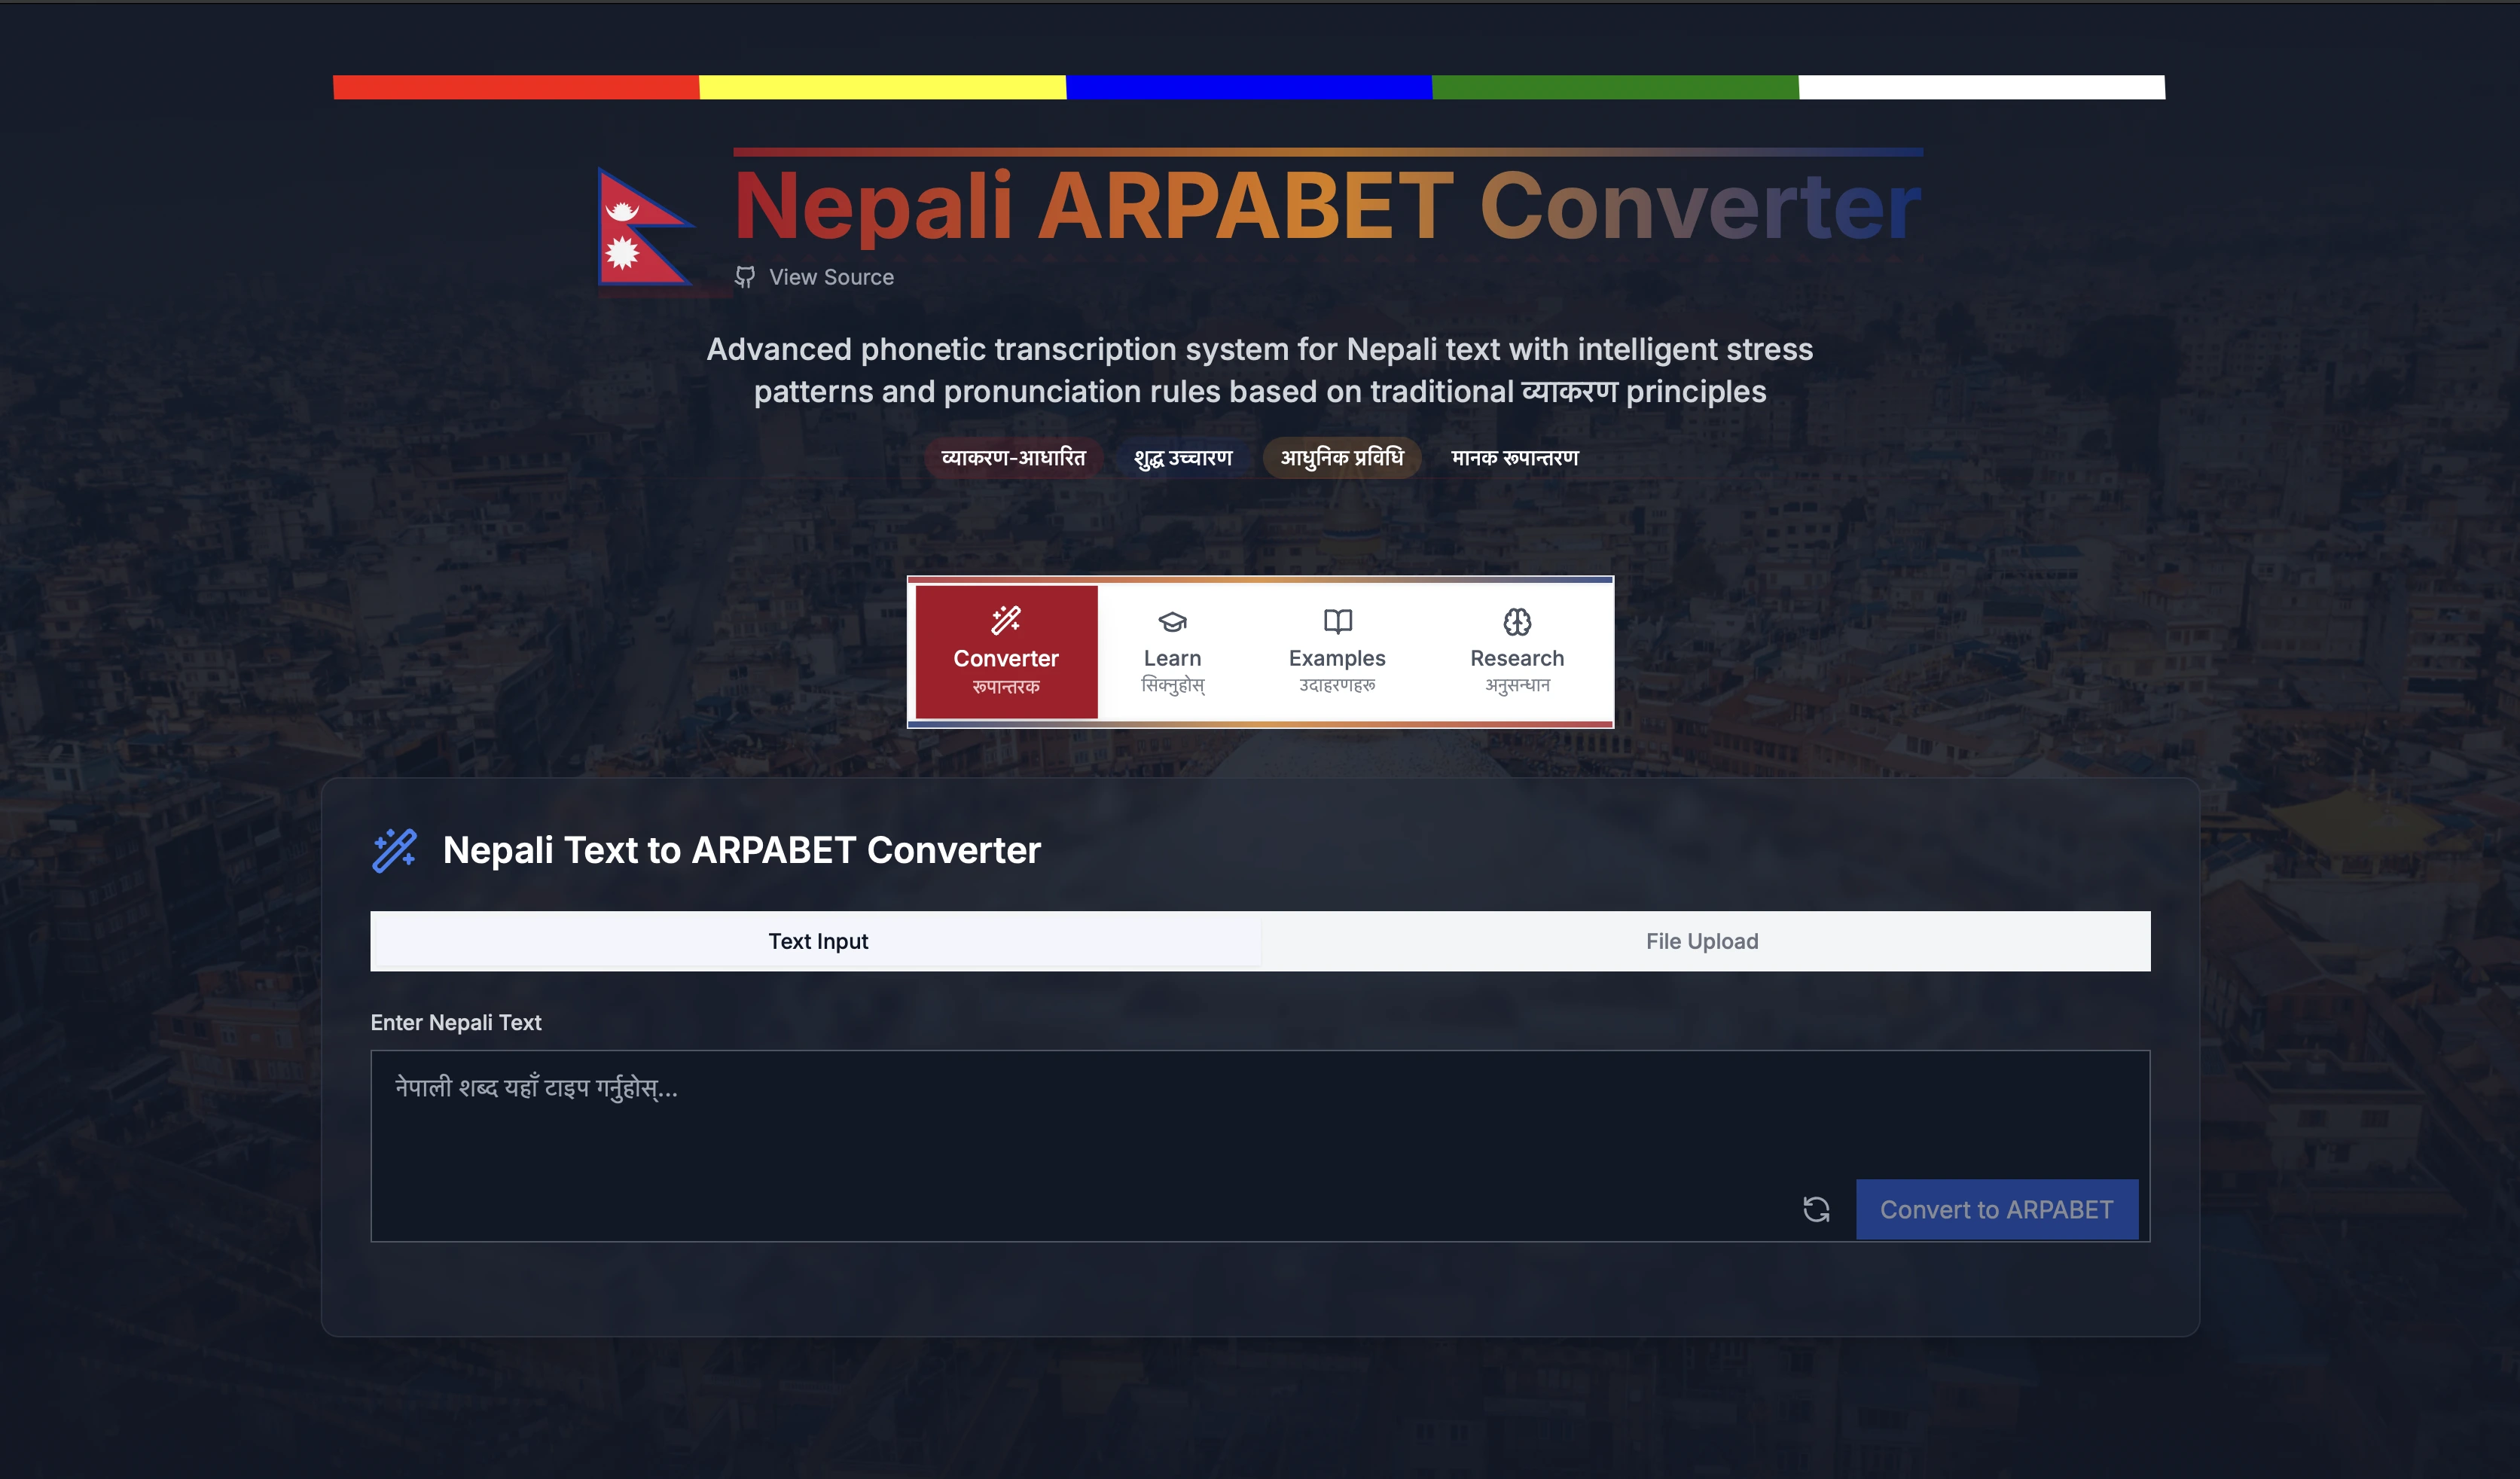 Nepali ARPABET Converter
View Source
Advanced phonetic transcription system for Nepali text with intelligent stress
patterns and pronunciation rules based on traditional व्याकरण principles
व्याकरण-आधारित शुद्ध उच्चारण आधुनिक प्रविधि मानक रूपान्तरण
Converter Learn Examples Research
रूपान्तरक सिक्नुहोस् उदाहरणहरू अनुसन्धान
Nepali Text to ARPABET Converter
Text Input File Upload
Enter Nepali Text
नेपाली शब्द यहाँ टाइप गर्नुहोस्...
Convert to ARPABET